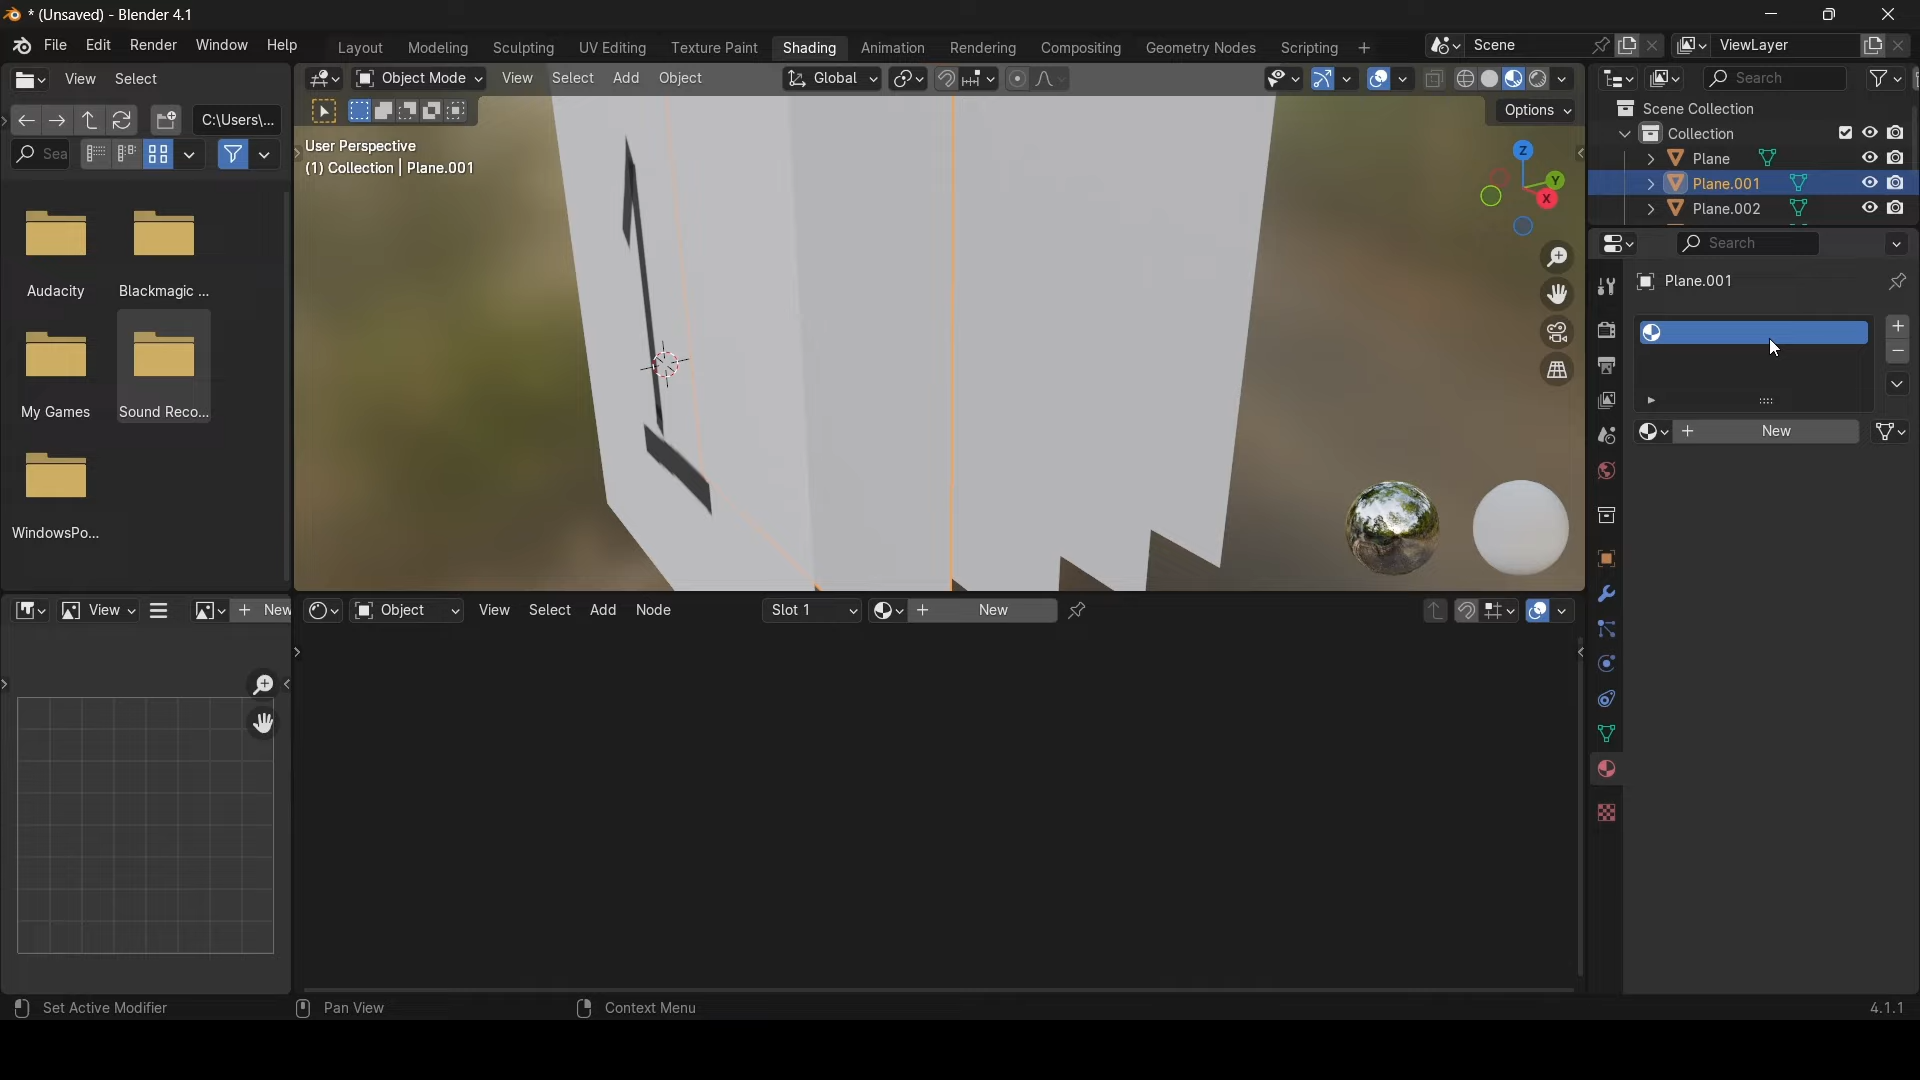 * (Unsaved) - Blender 4.1
File Edit Render Window Help Layout Modeling Sculpting UV Editing Texture Paint Shading Animation Rendering Compositing Geometry Nodes Scripting + Scene ViewLayer
View Select
Object Mode View Select Add Object Global Search
C:\Users\...
Options
Scene Collection
Collection
Sea
User Perspective
(1) Collection | Plane.001
Plane
Plane.001
Plane.002
Z
Y
X
Search
Audacity Blackmagic ...
Plane.001
My Games Sound Reco...
New
WindowsPo...
View New Object View Select Add Node Slot 1 New
Set Active Modifier Pan View Context Menu 4.1.1